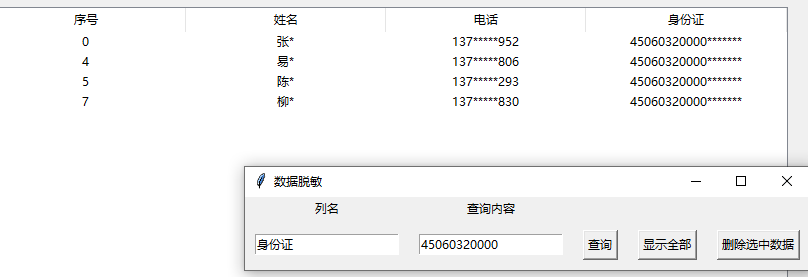 序号 姓名 电话 身份证
0 张* 137*****952 45060320000*******
4 易* 137*****806 45060320000*******
5 陈* 137*****293 45060320000*******
7 柳* 137*****830 45060320000*******
数据脱敏
列名 查询内容
身份证 45060320000 查询 显示全部 删除选中数据